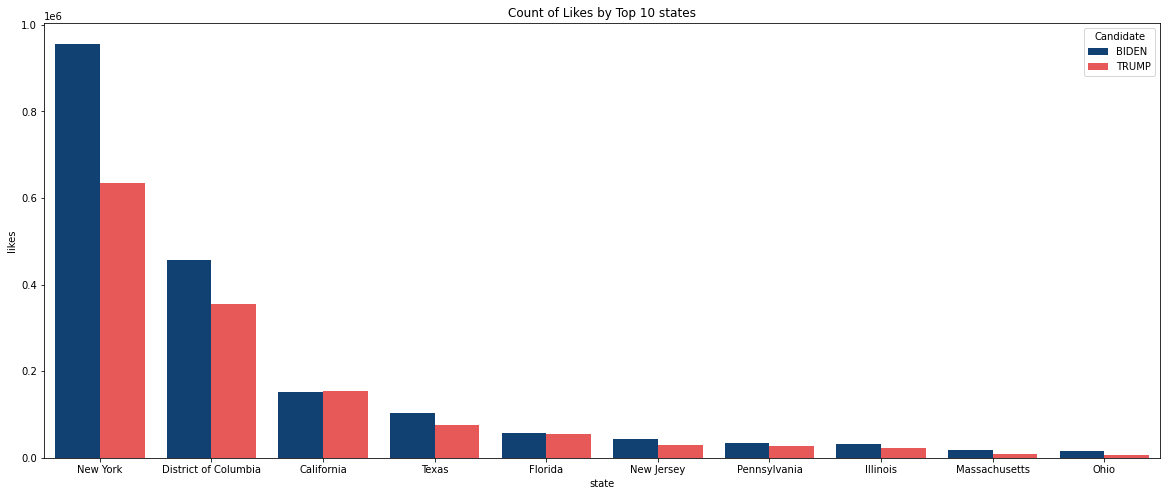 Count of Likes by Top 10 states
1e6
1.0
0.8
0.6
0.4
0.2
0.0
likes
Candidate
BIDEN
TRUMP
New York District of Columbia California Texas Florida New Jersey Pennsylvania Illinois Massachusetts Ohio
state